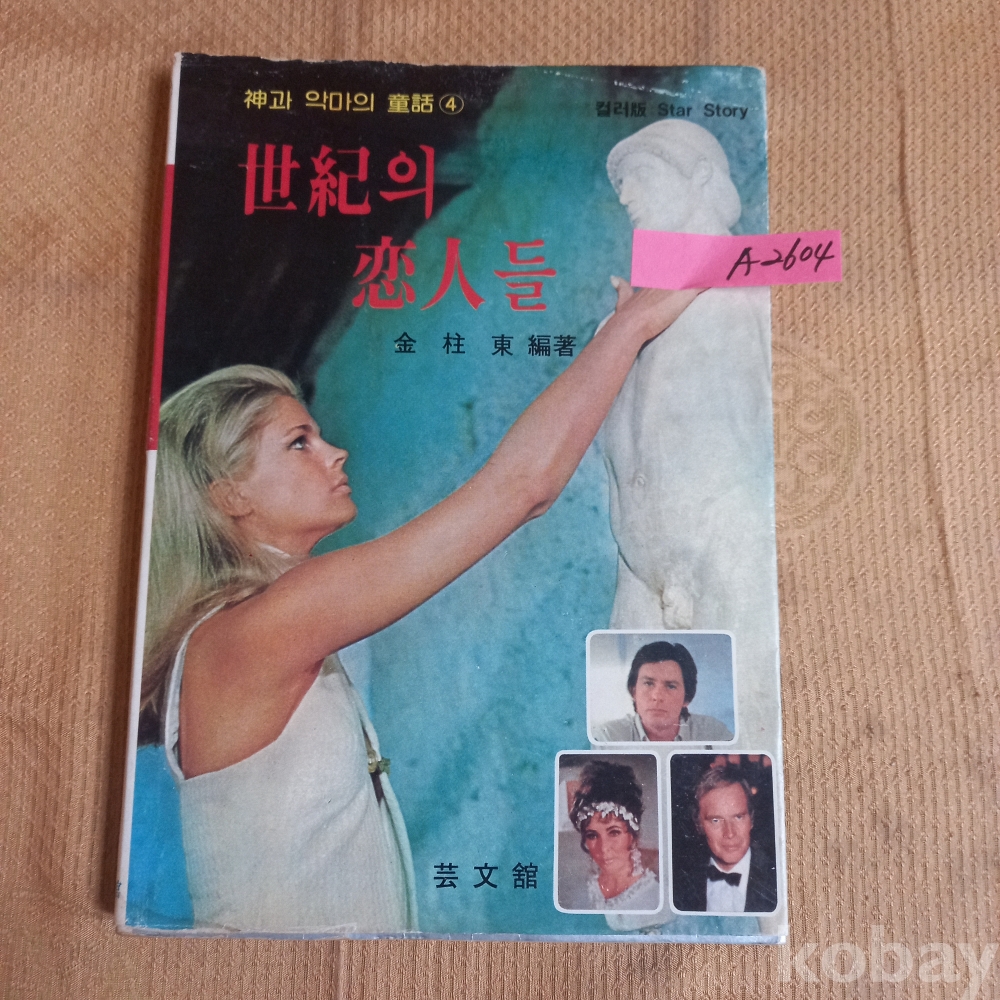 神과 악마의 童話④
컬러版 Star Story
世紀의
恋人들
A-2604
金柱東 編著
芸文舘
kobay